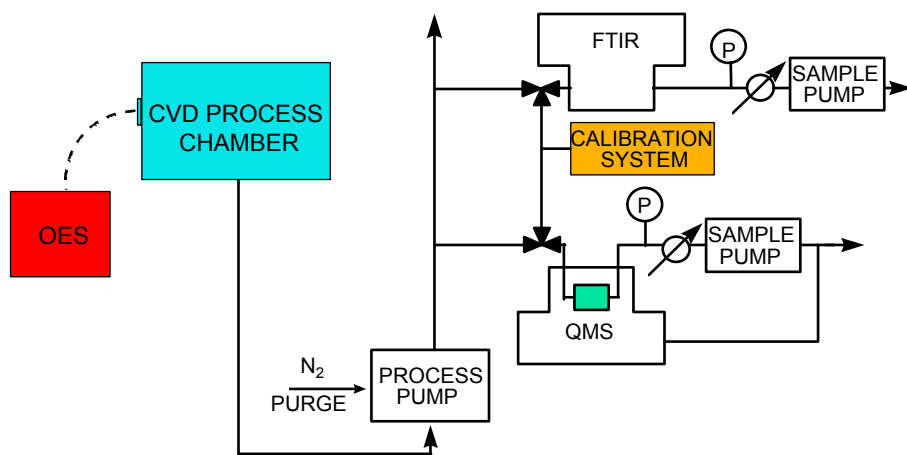 FTIR
P
SAMPLE
PUMP
CVD PROCESS
CHAMBER
CALIBRATION
SYSTEM
OES
P
SAMPLE
PUMP
QMS
N₂
PURGE
PROCESS
PUMP